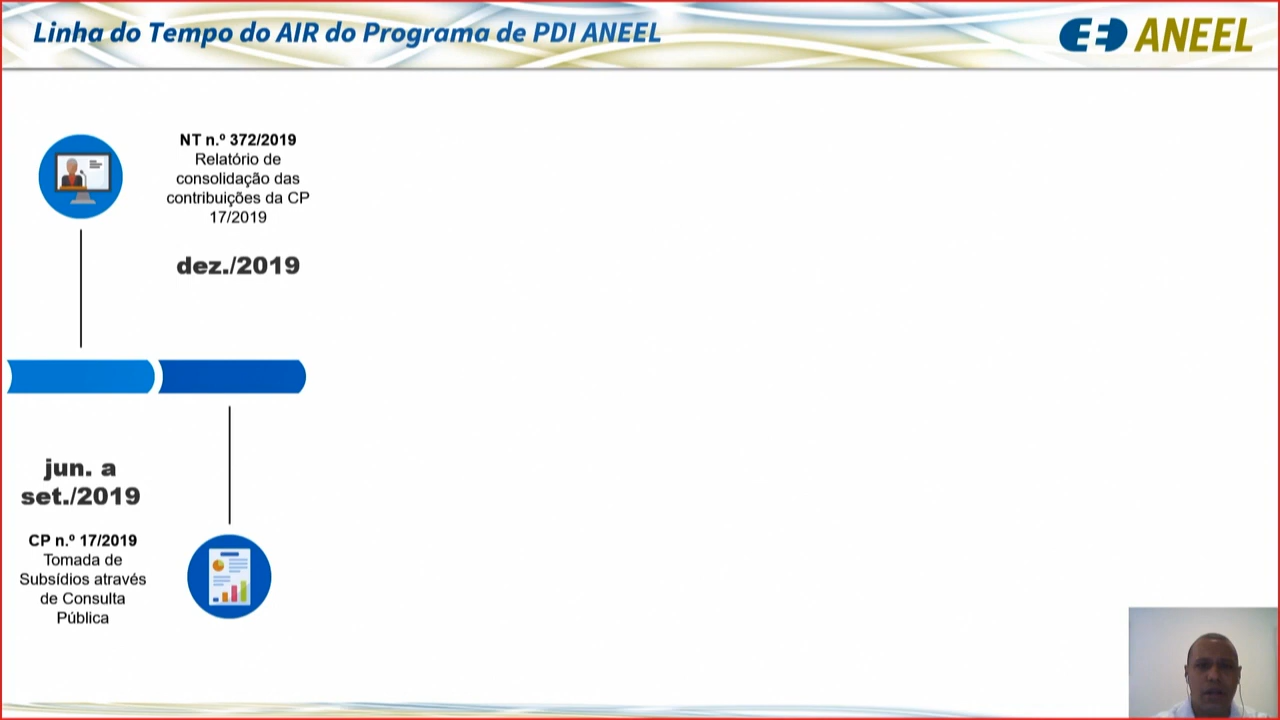 Linha do Tempo do AIR do Programa de PDI ANEEL
ANEEL
NT n.º 372/2019
Relatório de
consolidação das
contribuições da CP
17/2019
dez./2019
jun. a
set./2019
CP n.º 17/2019
Tomada de
Subsídios através
de Consulta
Pública